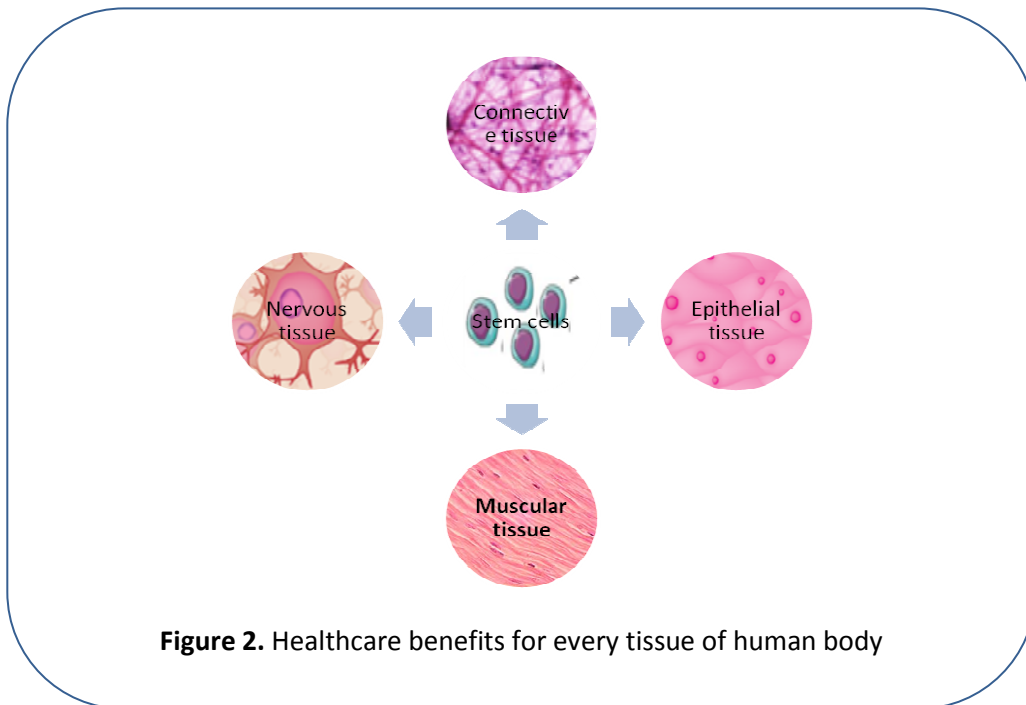 Connectiv
e tissue
Nervous
tissue
Stem cells
Epithelial
tissue
Muscular
tissue
Figure 2. Healthcare benefits for every tissue of human body